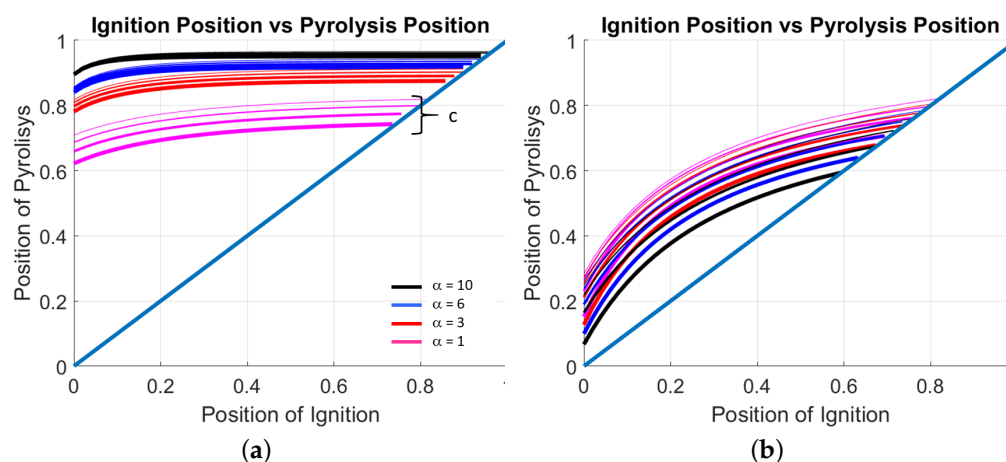 Ignition Position vs Pyrolysis Position
1
0.8
0.6
0.4
0.2
0
Position of Pyrolisys
c
α = 10
α = 6
α = 3
α = 1
0 0.2 0.4 0.6 0.8
Position of Ignition
(a)
Ignition Position vs Pyrolysis Position
1
0.8
0.6
0.4
0.2
0
Position of Pyrolisys
0 0.2 0.4 0.6 0.8
Position of Ignition
(b)